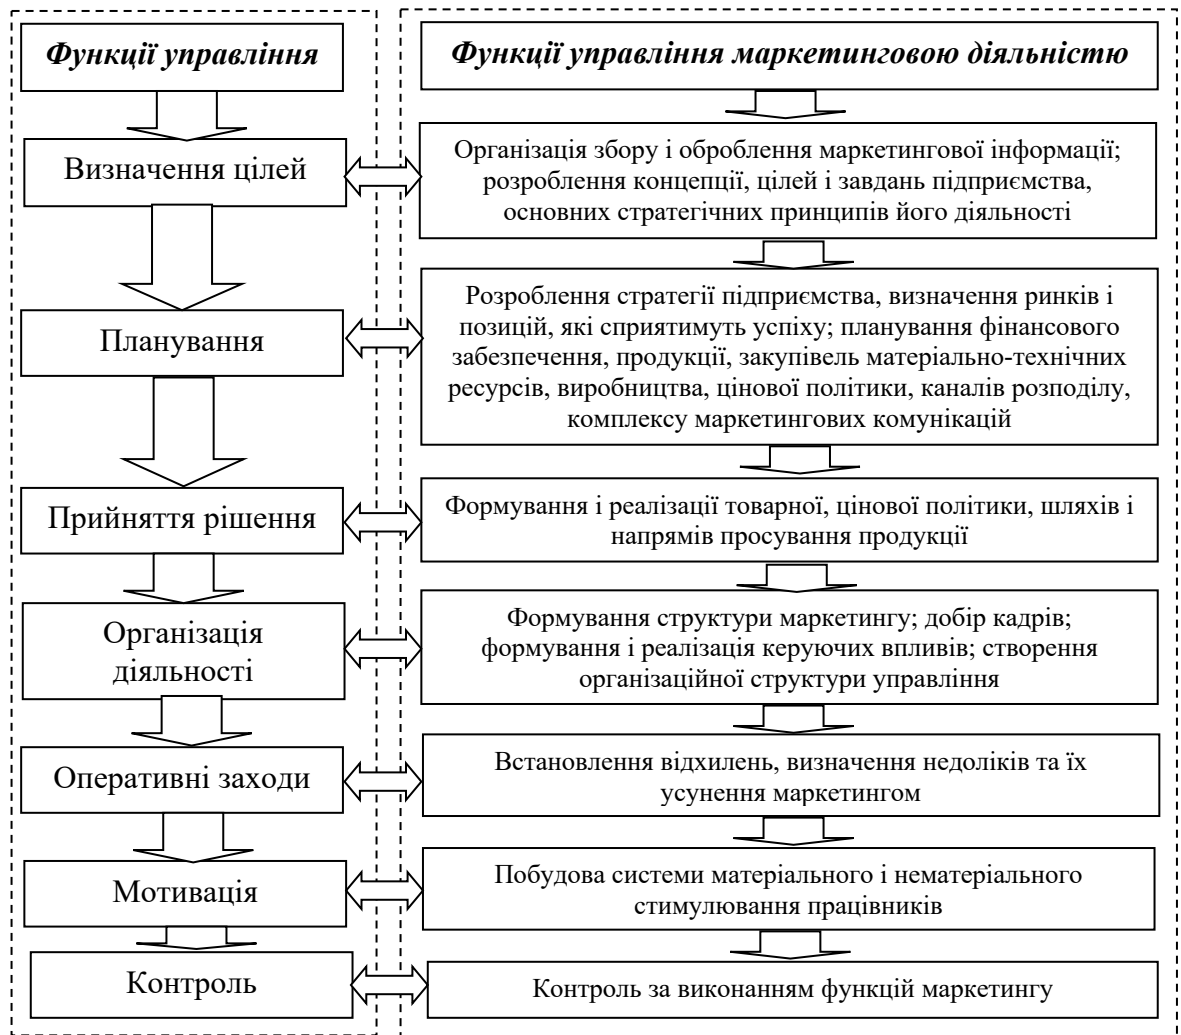 Функції управління
Функції управління маркетинговою діяльністю
Визначення цілей
Організація збору і оброблення маркетингової інформації;
розроблення концепції, цілей і завдань підприємства,
основних стратегічних принципів його діяльності
Планування
Розроблення стратегії підприємства, визначення ринків і
позицій, які сприятимуть успіху; планування фінансового
забезпечення, продукції, закупівель матеріально-технічних
ресурсів, виробництва, цінової політики, каналів розподілу,
комплексу маркетингових комунікацій
Прийняття рішення
Формування і реалізації товарної, цінової політики, шляхів і
напрямів просування продукції
Організація
діяльності
Формування структури маркетингу; добір кадрів;
формування і реалізація керуючих впливів; створення
організаційної структури управління
Оперативні заходи
Встановлення відхилень, визначення недоліків та їх
усунення маркетингом
Мотивація
Побудова системи матеріального і нематеріального
стимулювання працівників
Контроль
Контроль за виконанням функцій маркетингу